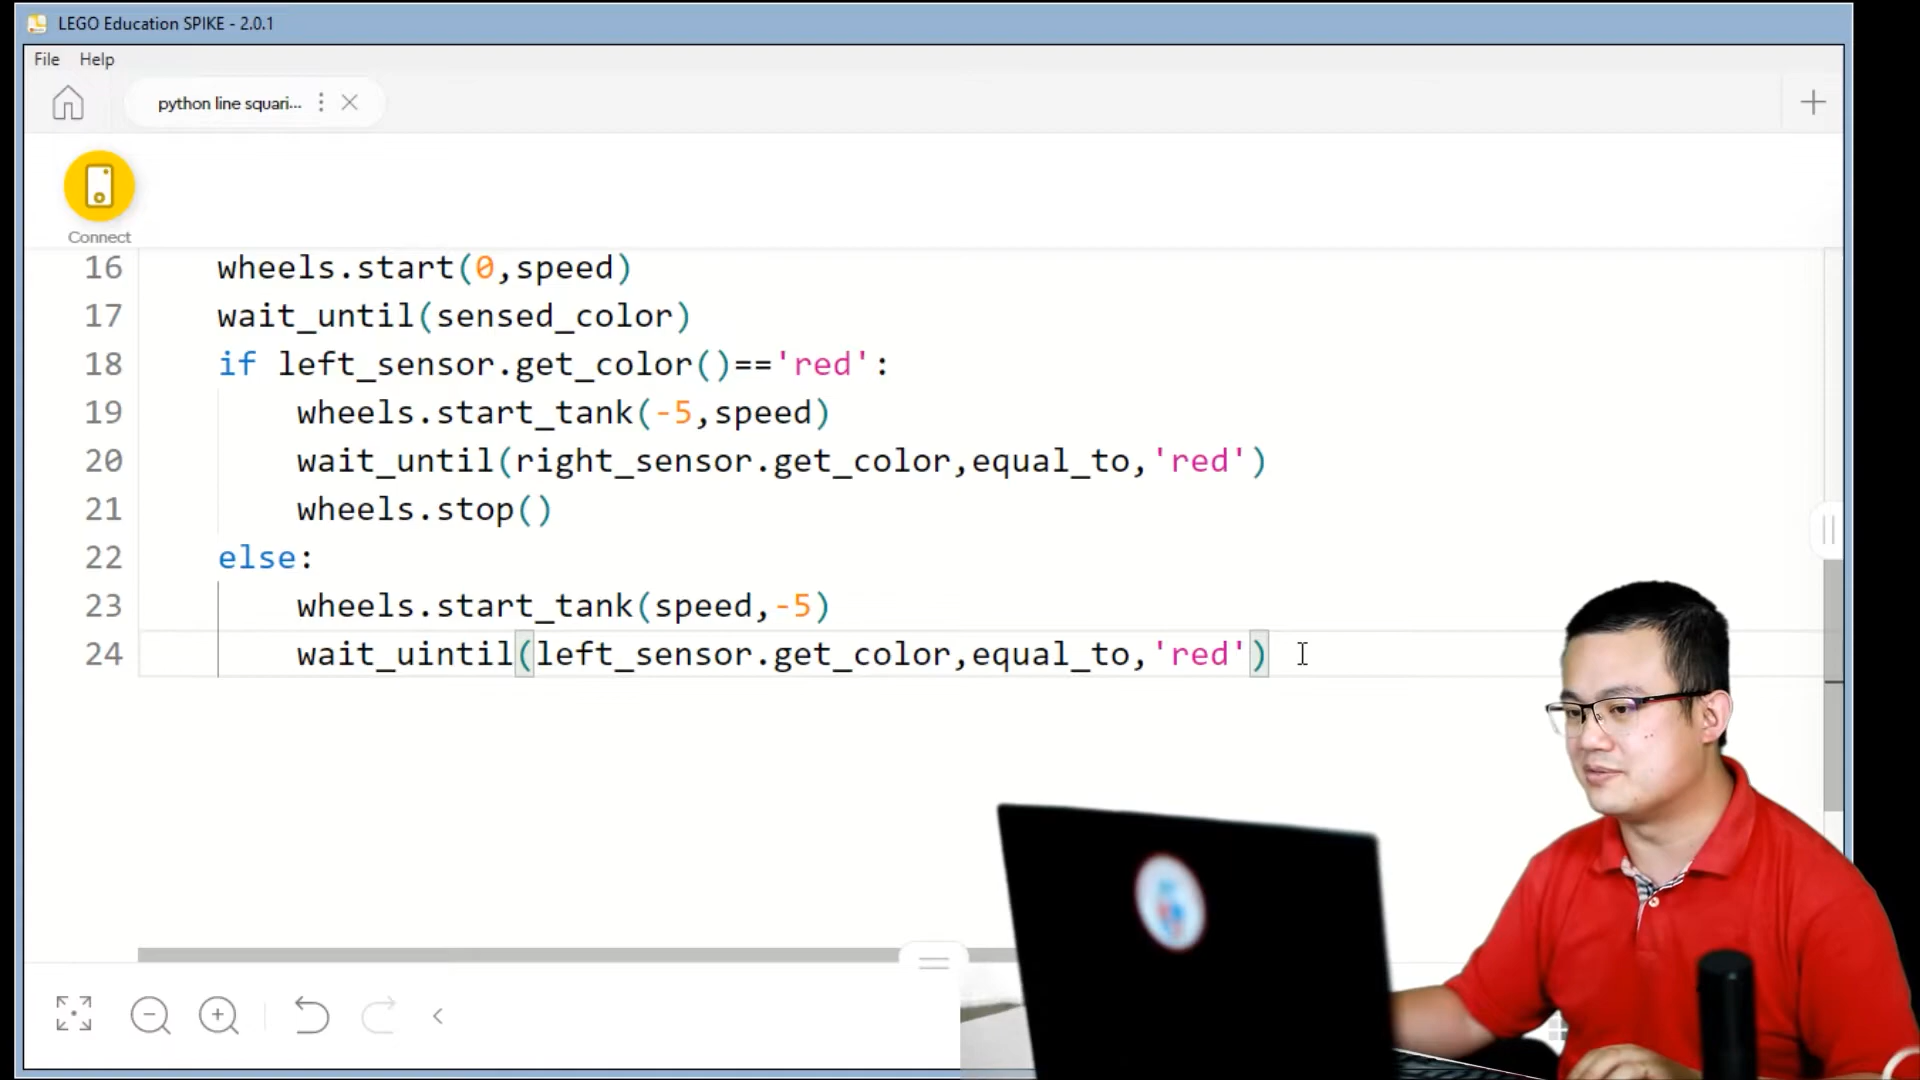 LEGO Education SPIKE - 2.0.1
File Help
python line squari...
Connect
16 wheels.start(0,speed)
17 wait_until(sensed_color)
18 if left_sensor.get_color()=='red':
19 wheels.start_tank(-5,speed)
20 wait_until(right_sensor.get_color,equal_to,'red')
21 wheels.stop()
22 else:
23 wheels.start_tank(speed,-5)
24 wait_uintil(left_sensor.get_color,equal_to,'red')